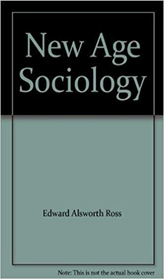 New Age
Sociology
Edward Alsworth Ross
Note: This is not the actual book cover